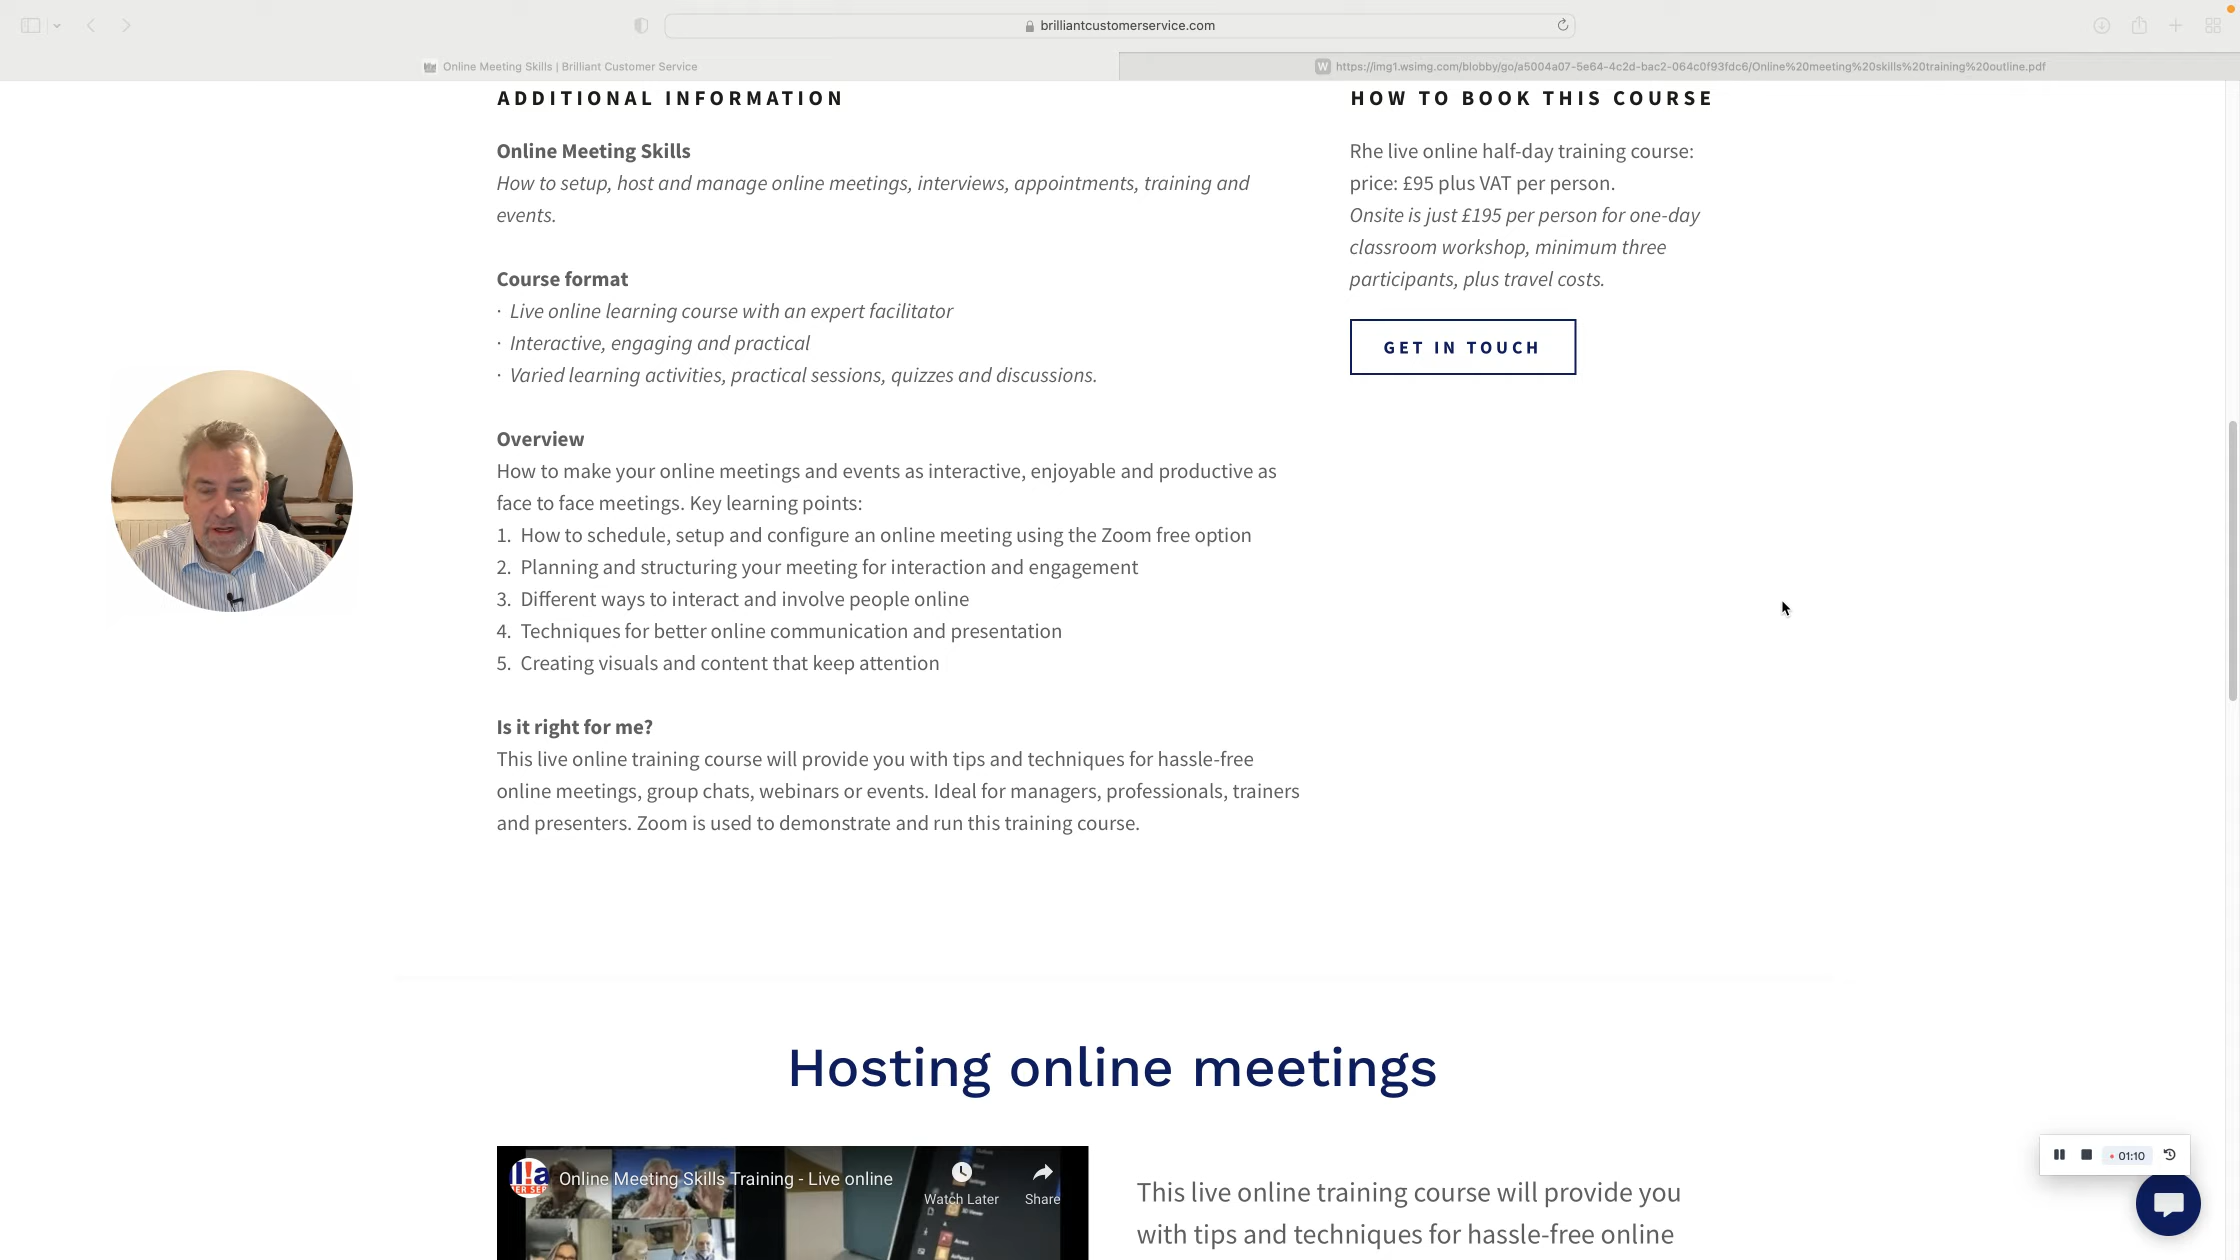 brilliantcustomerservice.com
Online Meeting Skills | Brilliant Customer Service
W https://img1.wsimg.com/blobby/go/a5004a07-5e64-4c2d-bac2-064c0f93fdc6/Online%20meeting%20skills%20training%20outline.pdf
ADDITIONAL INFORMATION
Online Meeting Skills
How to setup, host and manage online meetings, interviews, appointments, training and
events.
Course format
· Live online learning course with an expert facilitator
· Interactive, engaging and practical
· Varied learning activities, practical sessions, quizzes and discussions.
Overview
How to make your online meetings and events as interactive, enjoyable and productive as
face to face meetings. Key learning points:
1. How to schedule, setup and configure an online meeting using the Zoom free option
2. Planning and structuring your meeting for interaction and engagement
3. Different ways to interact and involve people online
4. Techniques for better online communication and presentation
5. Creating visuals and content that keep attention
Is it right for me?
This live online training course will provide you with tips and techniques for hassle-free
online meetings, group chats, webinars or events. Ideal for managers, professionals, trainers
and presenters. Zoom is used to demonstrate and run this training course.
HOW TO BOOK THIS COURSE
Rhe live online half-day training course:
price: £95 plus VAT per person.
Onsite is just £195 per person for one-day
classroom workshop, minimum three
participants, plus travel costs.
GET IN TOUCH
Hosting online meetings
Online Meeting Skills Training - Live online
Watch Later
Share
This live online training course will provide you
with tips and techniques for hassle-free online
01:10